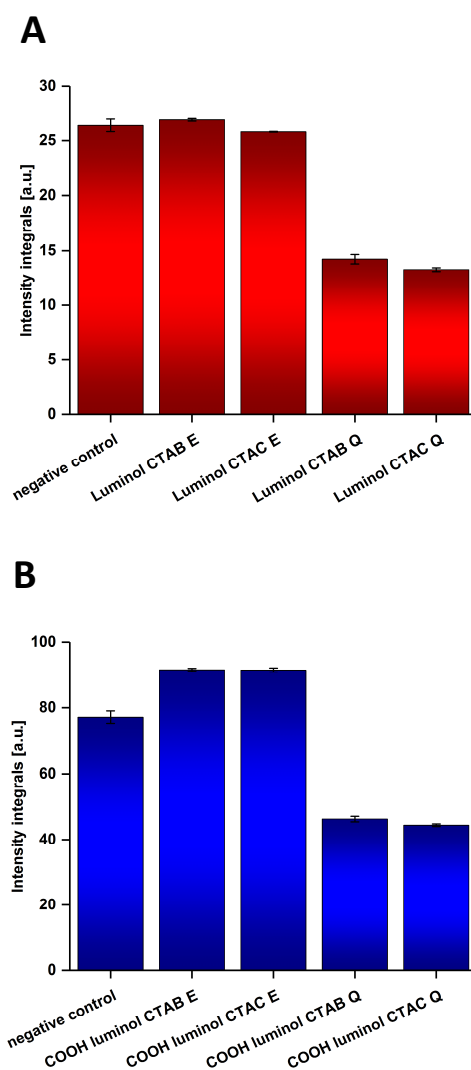 A
30
25
20
15
10
5
0
Intensity integrals [a.u.]
negative control
Luminol CTAB E
Luminol CTAC E
Luminol CTAB Q
Luminol CTAC Q
B
100
80
60
40
20
0
Intensity integrals [a.u.]
negative control
COOH luminol CTAB E
COOH luminol CTAC E
COOH luminol CTAB Q
COOH luminol CTAC Q